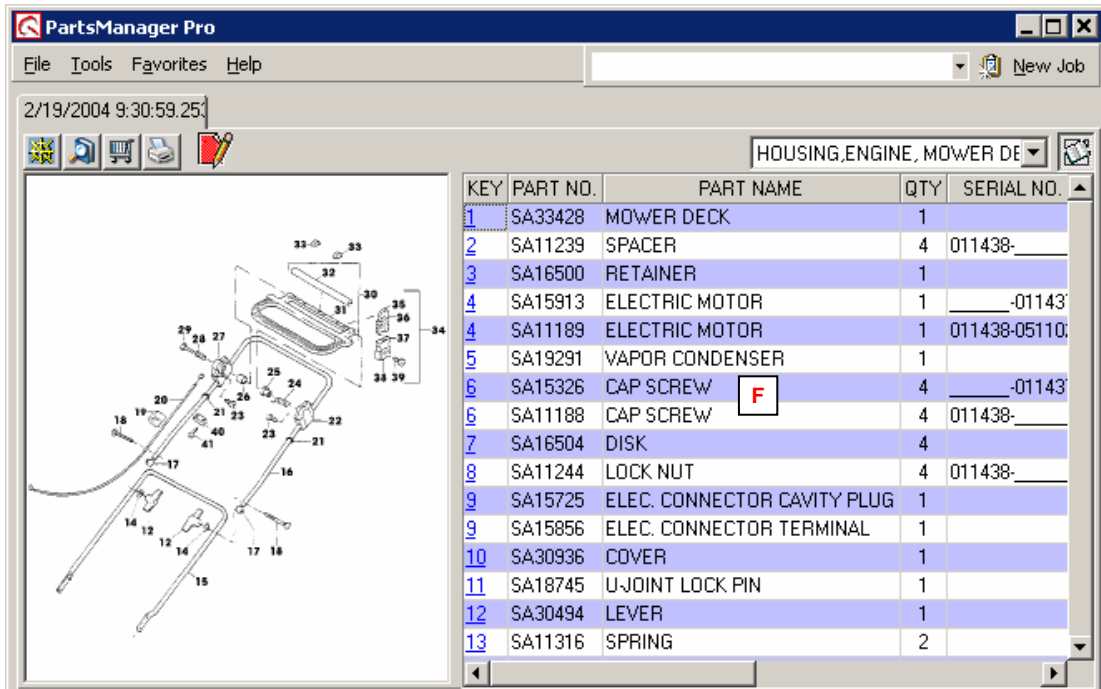 PartsManager Pro
File Tools Favorites Help New Job
2/19/2004 9:30:59.253
HOUSING,ENGINE, MOWER DE
KEY PART NO. PART NAME QTY SERIAL NO.
1 SA33428 MOWER DECK 1
2 SA11239 SPACER 4 011438-______
3 SA16500 RETAINER 1
4 SA15913 ELECTRIC MOTOR 1 ______-01143
4 SA11189 ELECTRIC MOTOR 1 011438-05110
5 SA19291 VAPOR CONDENSER 1
6 SA15326 CAP SCREW 4 ______-01143
F
6 SA11188 CAP SCREW 4 011438-______
7 SA16504 DISK 4
8 SA11244 LOCK NUT 4 011438-______
9 SA15725 ELEC. CONNECTOR CAVITY PLUG 1
9 SA15856 ELEC. CONNECTOR TERMINAL 1
10 SA30936 COVER 1
11 SA18745 U-JOINT LOCK PIN 1
12 SA30494 LEVER 1
13 SA11316 SPRING 2
33 33
32
30
31 35
36
34
37
29 28 27
38 39
25
24
26
20
19 21 23
22
18 40 23
41 21
17
16
14 12
12 14 17 18
15